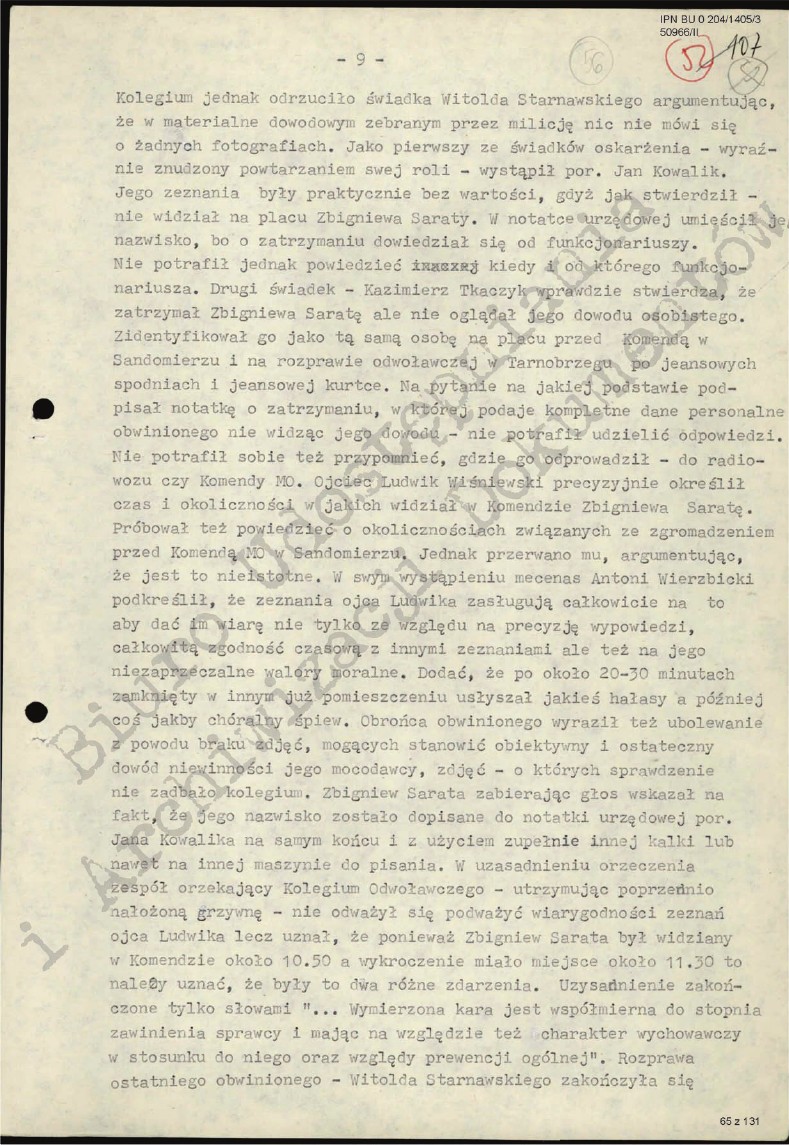 IPN BU 0 204/1405/3
50966/II
107
56
52
52
- 9 -
Kolegium jednak odrzuciło świadka Witolda Starnawskiego argumentując,
że w materialne dowodowym zebranym przez milicję nic nie mówi się
o żadnych fotografiach. Jako pierwszy ze świadków oskarżenia - wyraź-
nie znudzony powtarzaniem swej roli - wystąpił por. Jan Kowalik.
Jego zeznania były praktycznie bez wartości, gdyż jak stwierdził -
nie widział na placu Zbigniewa Saraty. W notatce urzędowej umieścił je
nazwisko, bo o zatrzymaniu dowiedział się od funkcjonariuszy.
Nie potrafił jednak powiedzieć kiedy i od którego funkcjo-
nariusza. Drugi świadek - Kazimierz Tkaczyk wprawdzie stwierdza, że
zatrzymał Zbigniewa Saratę ale nie oglądał jego dowodu osobistego.
Zidentyfikował go jako tą samą osobę na placu przed Komendą w
Sandomierzu i na rozprawie odwoławczej w Tarnobrzegu po jeansowych
spodniach i jeansowej kurtce. Na pytanie na jakiej podstawie pod-
pisał notatkę o zatrzymaniu, w której podaje kompletne dane personalne
obwinionego nie widząc jego dowodu - nie potrafił udzielić odpowiedzi.
Nie potrafił sobie też przypomnieć, gdzie go odprowadził - do radio-
wozu czy Komendy MO. Ojciec Ludwik Wiśniewski precyzyjnie określił
czas i okoliczności w jakich widział w Komendzie Zbigniewa Saratę.
Próbował też powiedzieć o okolicznościach związanych ze zgromadzeniem
przed Komendą MO w Sandomierzu. Jednak przerwano mu, argumentując,
że jest to nieistotne. W swym wystąpieniu mecenas Antoni Wierzbicki
podkreślił, że zeznania ojca Ludwika zasługują całkowicie na to
aby dać im wiarę nie tylko ze względu na precyzję wypowiedzi,
całkowitą zgodność czasową z innymi zeznaniami ale też na jego
niezaprzeczalne walory moralne. Dodać, że po około 20-30 minutach
zamknięty w innym już pomieszczeniu usłyszał jakieś hałasy a później
coś jakby chóralny śpiew. Obrońca obwinionego wyraził też ubolewanie
z powodu braku zdjęć, mogących stanowić obiektywny i ostateczny
dowód niewinności jego mocodawcy, zdjęć - o których sprawdzenie
nie zadbało kolegium. Zbigniew Sarata zabierając głos wskazał na
fakt, że jego nazwisko zostało dopisane do notatki urzędowej por.
Jana Kowalika na samym końcu i z użyciem zupełnie innej kalki lub
nawet na innej maszynie do pisania. W uzasadnieniu orzeczenia
zespół orzekający Kolegium Odwoławczego - utrzymując poprzednio
nałożoną grzywnę - nie odważył się podważyć wiarygodności zeznań
ojca Ludwika lecz uznał, że ponieważ Zbigniew Sarata był widziany
w Komendzie około 10.50 a wykroczenie miało miejsce około 11.30 to
należy uznać, że były to dwa różne zdarzenia. Uzysadnienie zakoń-
czone tylko słowami "... Wymierzona kara jest współmierna do stopnia
zawinienia sprawcy i mając na względzie też charakter wychowawczy
w stosunku do niego oraz względy prewencji ogólnej". Rozprawa
ostatniego obwinionego - Witolda Starnawskiego zakończyła się
Biuro Udostępniania
i Archiwizacji Dokumentów
65 z 131